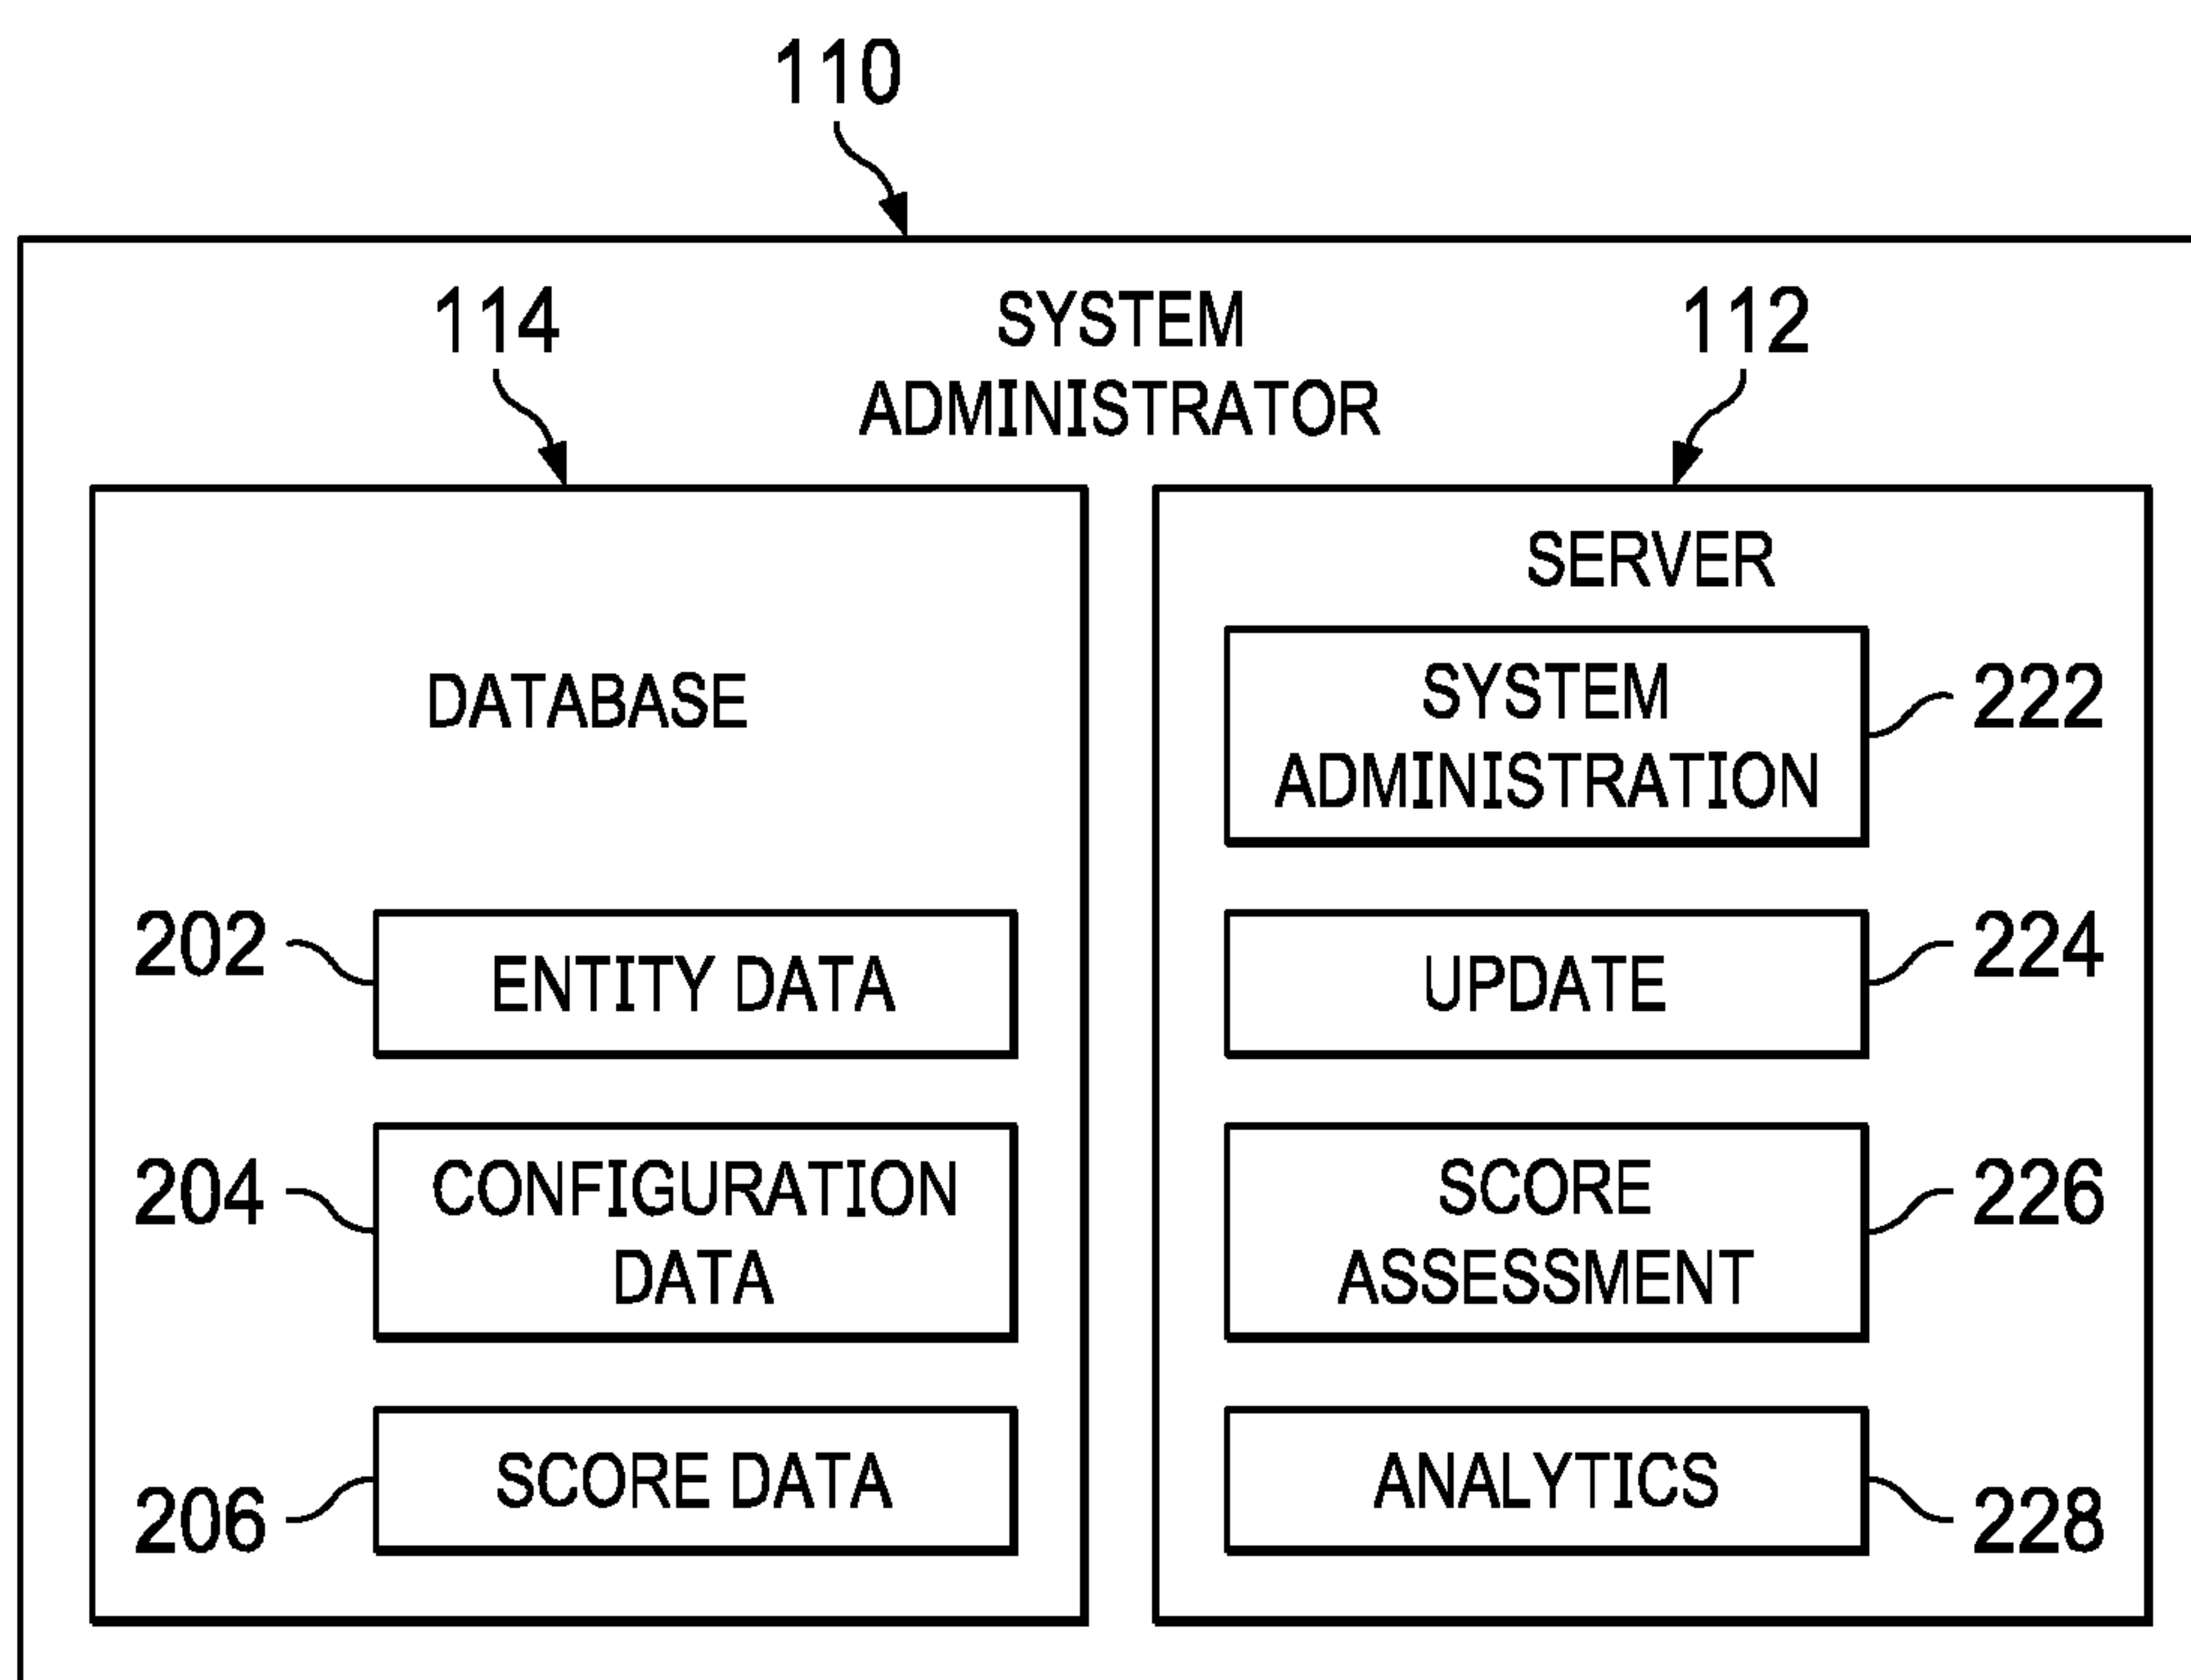 110
114
SYSTEM
ADMINISTRATOR
112
DATABASE
202
ENTITY DATA
204
CONFIGURATION
DATA
206
SCORE DATA
SERVER
SYSTEM
ADMINISTRATION
222
UPDATE
224
SCORE
ASSESSMENT
226
ANALYTICS
228